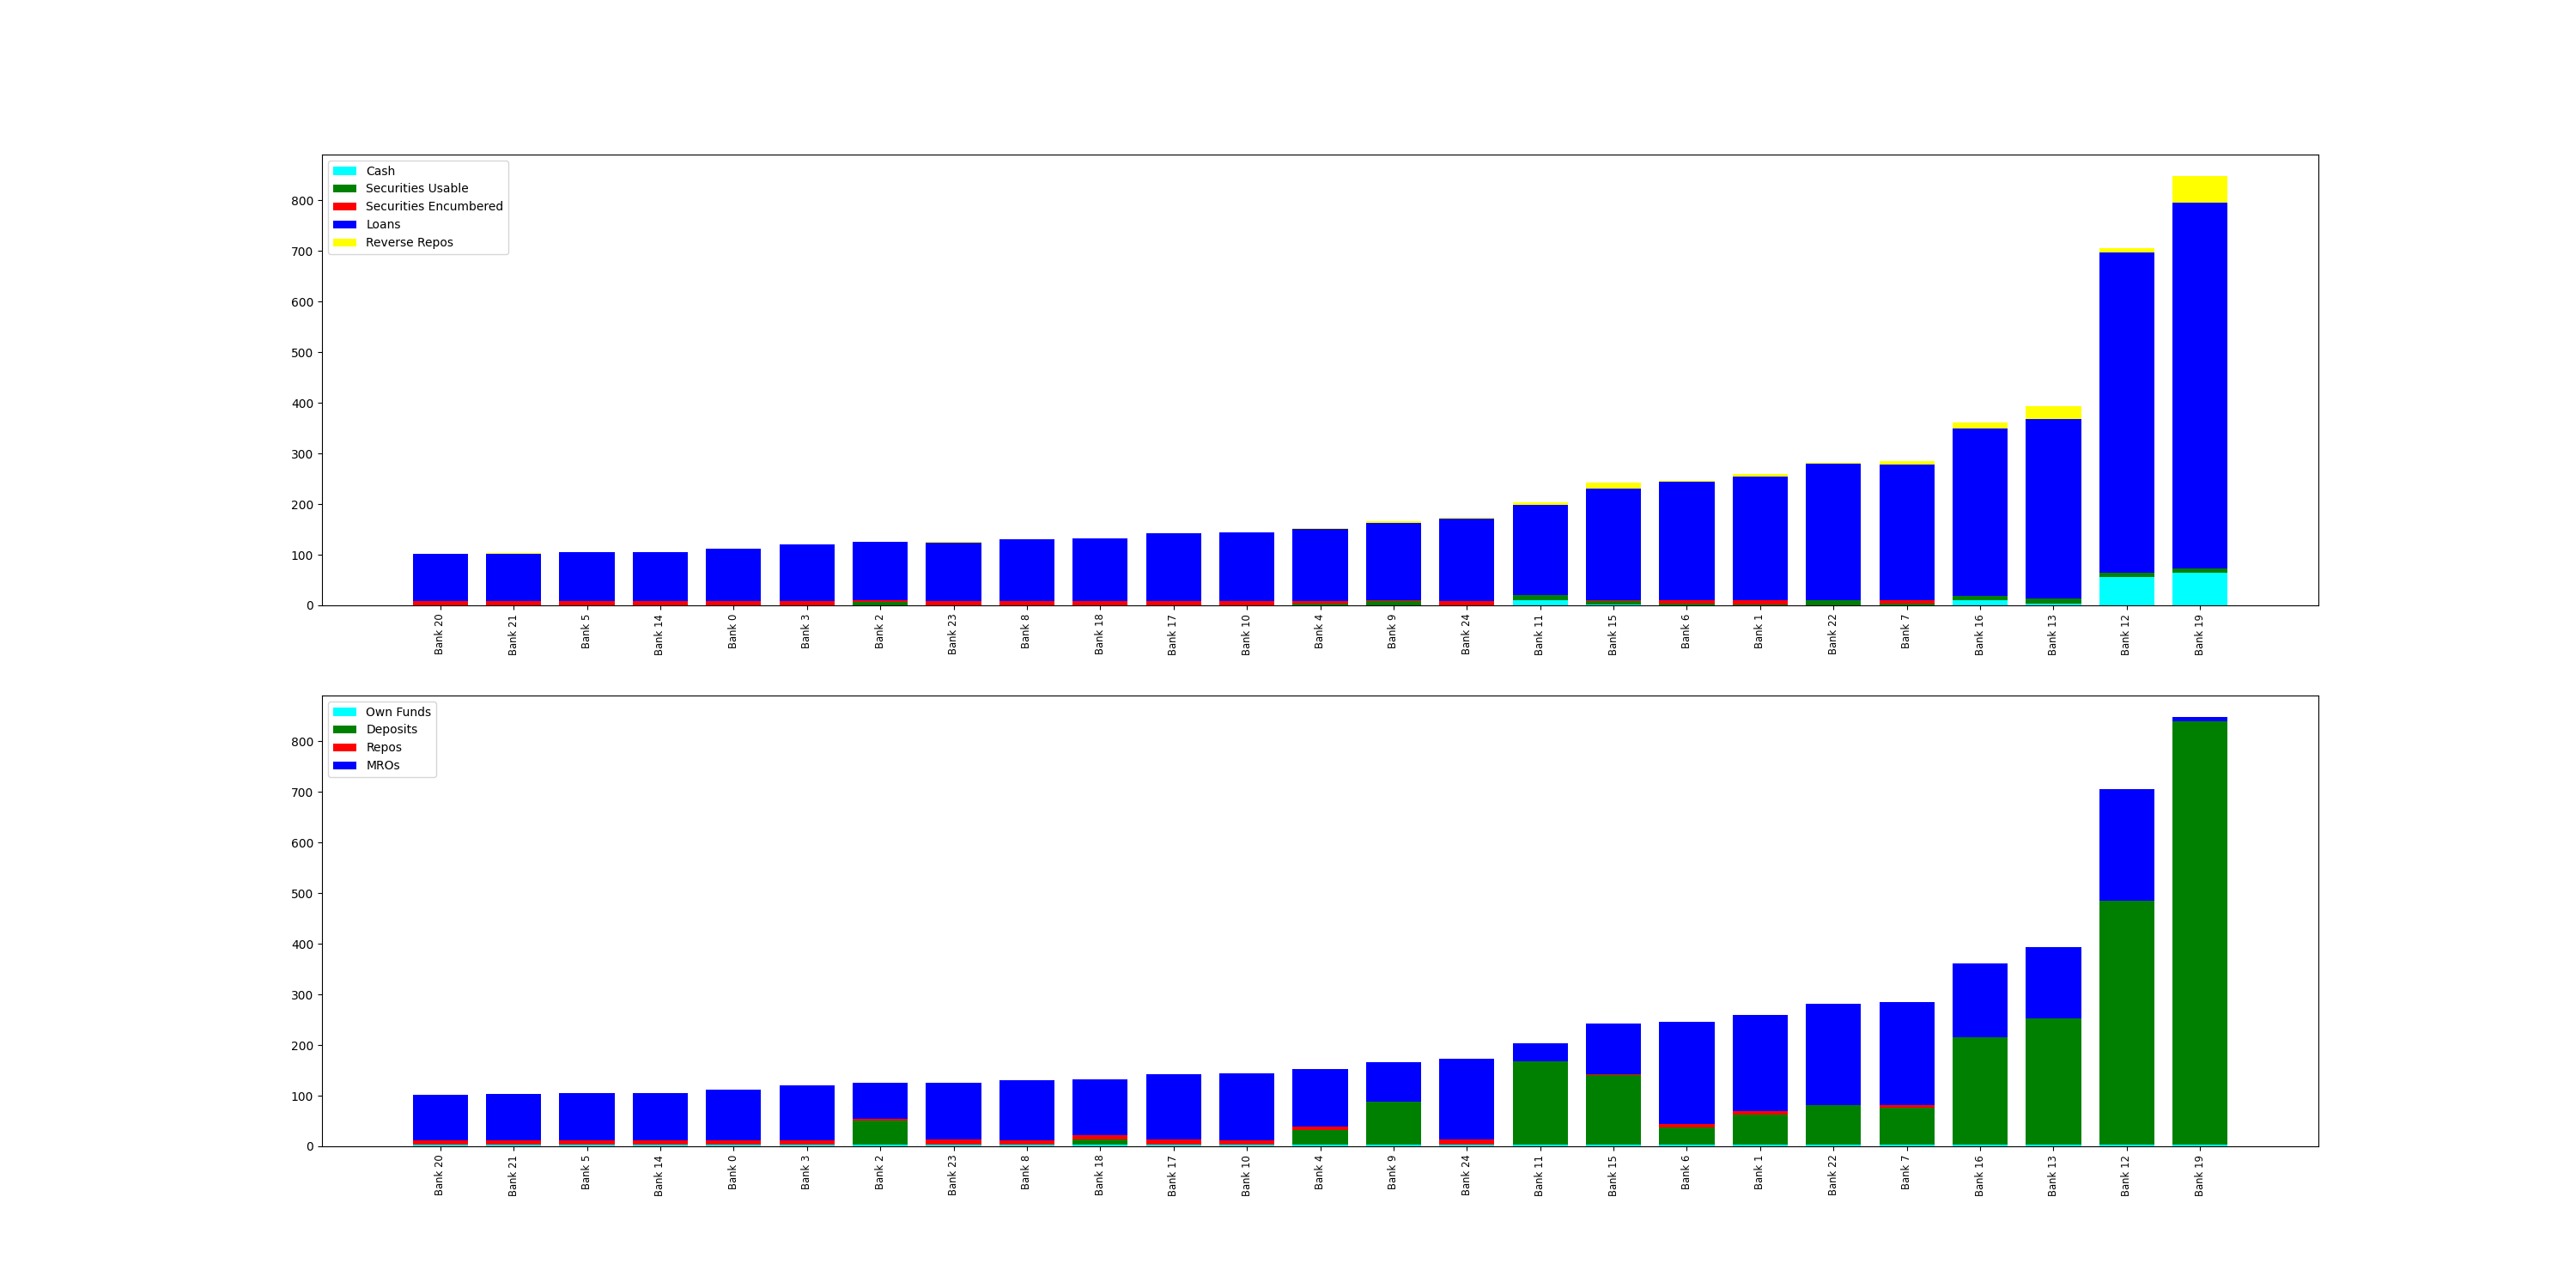 Cash
Securities Usable
Securities Encumbered
Loans
Reverse Repos
800
700
600
500
400
300
200
100
0
Bank 20
Bank 21
Bank 5
Bank 14
Bank 0
Bank 3
Bank 2
Bank 23
Bank 8
Bank 18
Bank 17
Bank 10
Bank 4
Bank 9
Bank 24
Bank 11
Bank 15
Bank 6
Bank 1
Bank 22
Bank 7
Bank 16
Bank 13
Bank 12
Bank 19
Own Funds
Deposits
Repos
MROs
800
700
600
500
400
300
200
100
0
Bank 20
Bank 21
Bank 5
Bank 14
Bank 0
Bank 3
Bank 2
Bank 23
Bank 8
Bank 18
Bank 17
Bank 10
Bank 4
Bank 9
Bank 24
Bank 11
Bank 15
Bank 6
Bank 1
Bank 22
Bank 7
Bank 16
Bank 13
Bank 12
Bank 19